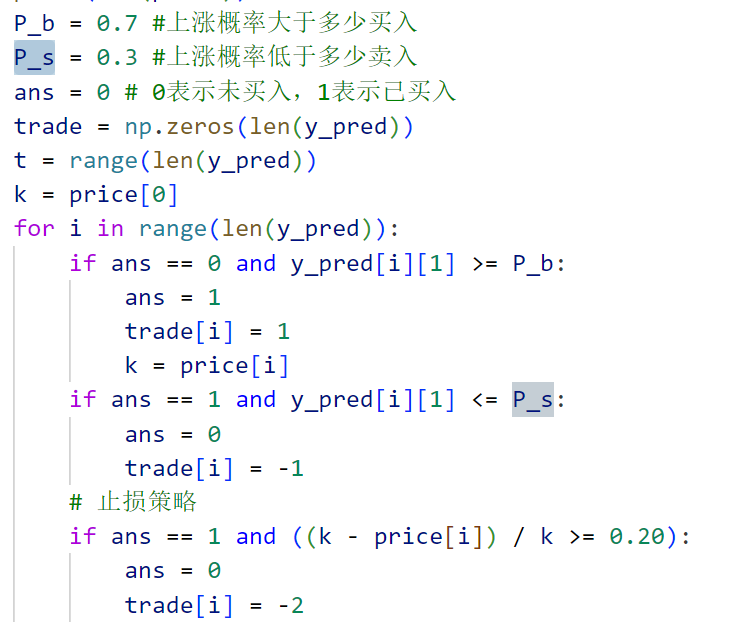 P_b = 0.7 #上涨概率大于多少买入
P_s = 0.3 #上涨概率低于多少卖入
ans = 0 # 0表示未买入，1表示已买入
trade = np.zeros(len(y_pred))
t = range(len(y_pred))
k = price[0]
for i in range(len(y_pred)):
    if ans == 0 and y_pred[i][1] >= P_b:
        ans = 1
        trade[i] = 1
        k = price[i]
    if ans == 1 and y_pred[i][1] <= P_s:
        ans = 0
        trade[i] = -1
    # 止损策略
    if ans == 1 and ((k - price[i]) / k >= 0.20):
        ans = 0
        trade[i] = -2